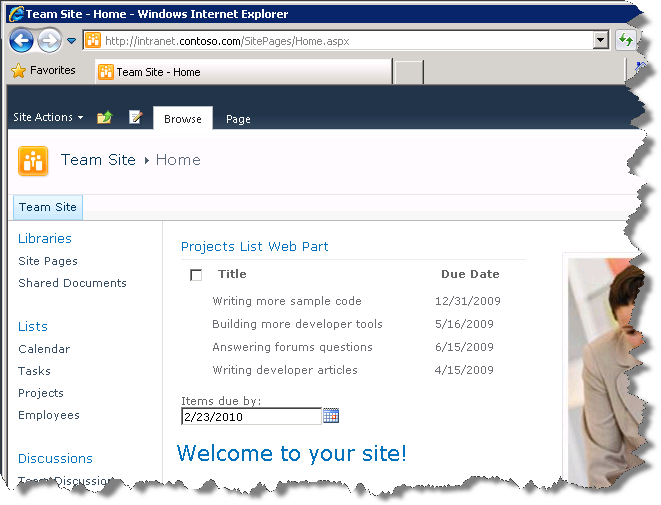 Team Site - Home - Windows Internet Explorer
http://intranet.contoso.com/SitePages/Home.aspx
Favorites Team Site - Home
Site Actions Browse Page
Team Site Home
Team Site
Libraries
Site Pages
Shared Documents
Lists
Calendar
Tasks
Projects
Employees
Discussions
Projects List Web Part
Title Due Date
Writing more sample code 12/31/2009
Building more developer tools 5/16/2009
Answering forums questions 6/15/2009
Writing developer articles 4/15/2009
Items due by:
2/23/2010
Welcome to your site!